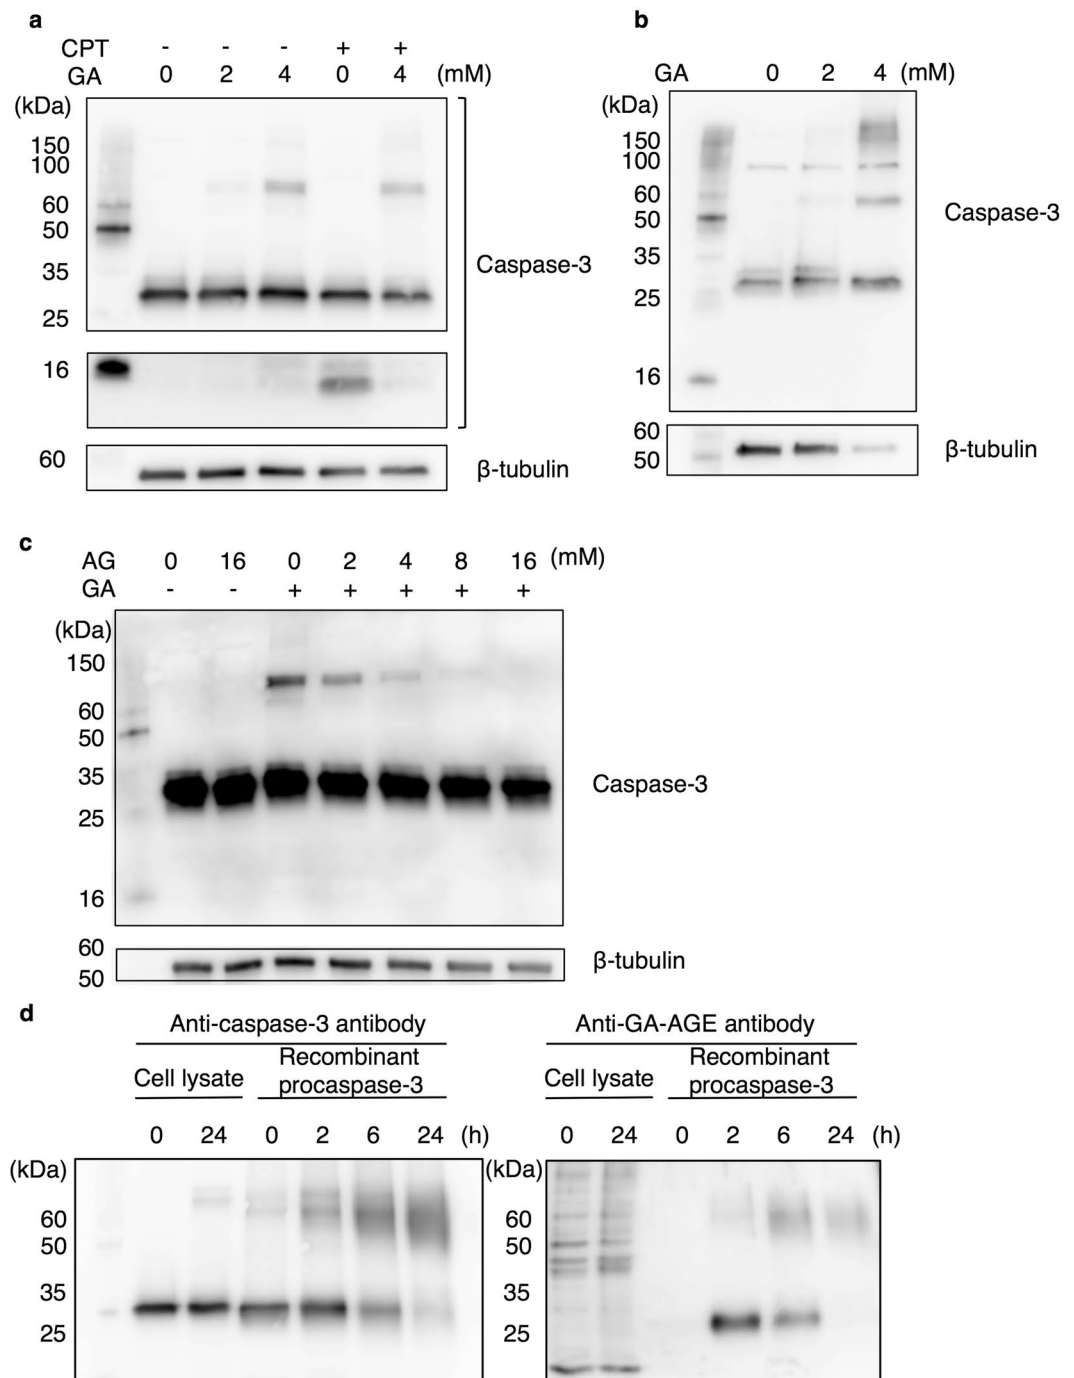 a
CPT - - - + +
GA 0 2 4 0 4 (mM)
(kDa)
150
100
60
50
35
25
Caspase-3
16
60
β-tubulin
b
GA 0 2 4 (mM)
(kDa)
150
100
60
50
35
25
16
Caspase-3
60
50
β-tubulin
c
AG 0 16 0 2 4 8 16 (mM)
GA - - + + + + +
(kDa)
150
60
50
35
25
16
Caspase-3
60
50
β-tubulin
d
Anti-caspase-3 antibody
Cell lysate
Recombinant
procaspase-3
0 24 0 2 6 24 (h)
(kDa)
60
50
35
25
Anti-GA-AGE antibody
Cell lysate
Recombinant
procaspase-3
0 24 0 2 6 24 (h)
(kDa)
60
50
35
25